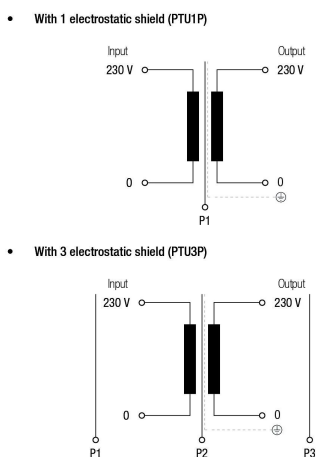 • With 1 electrostatic shield (PTU1P)
Input Output
230 V 230 V
0 0
P1
• With 3 electrostatic shield (PTU3P)
Input Output
230 V 230 V
0 0
P1 P2 P3